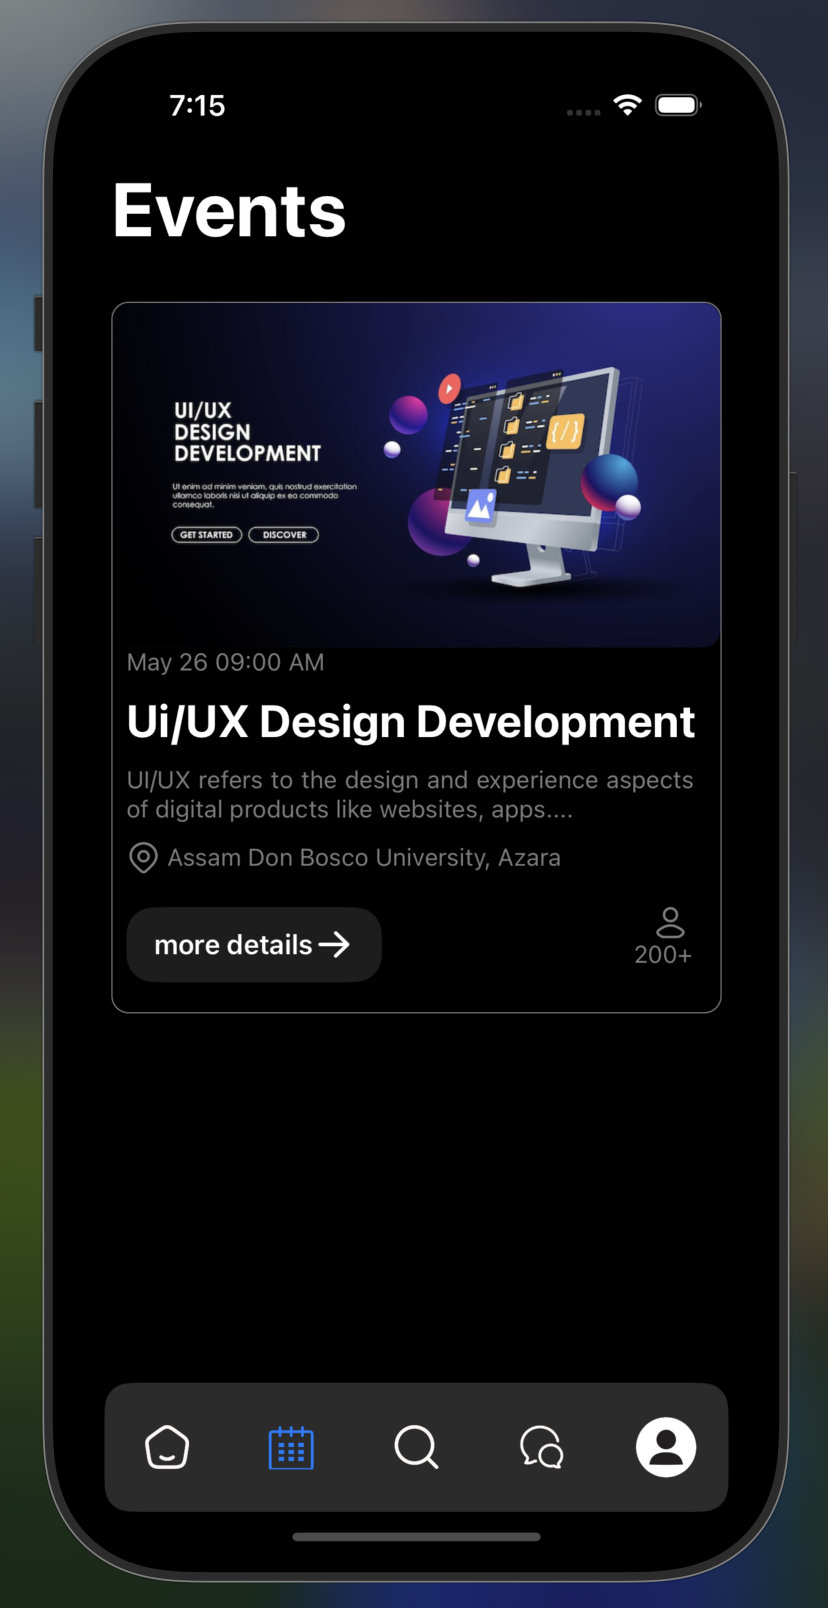 7:15
Events
UI/UX
DESIGN
DEVELOPMENT
Ut enim ad minim veniam, quis nostrud exercitation
ullamco laboris nisi ut aliquip ex ea commodo
consequat.
GET STARTED DISCOVER
{/}
May 26 09:00 AM
Ui/UX Design Development
UI/UX refers to the design and experience aspects
of digital products like websites, apps....
Assam Don Bosco University, Azara
more details
200+